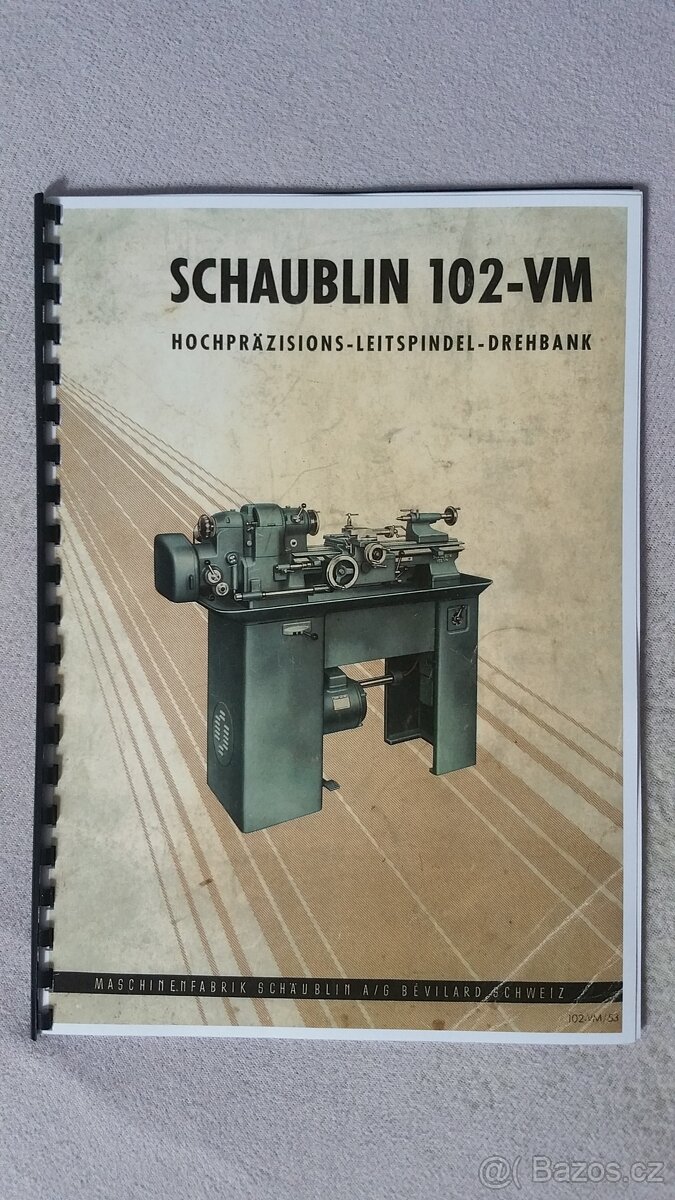 SCHAUBLIN 102-VM
HOCHPRÄZISIONS-LEITSPINDEL-DREHBANK
MASCHINENFABRIK SCHÄUBLIN A/G BÉVILARD, SCHWEIZ
102-VM/53
@( Bazos.cz